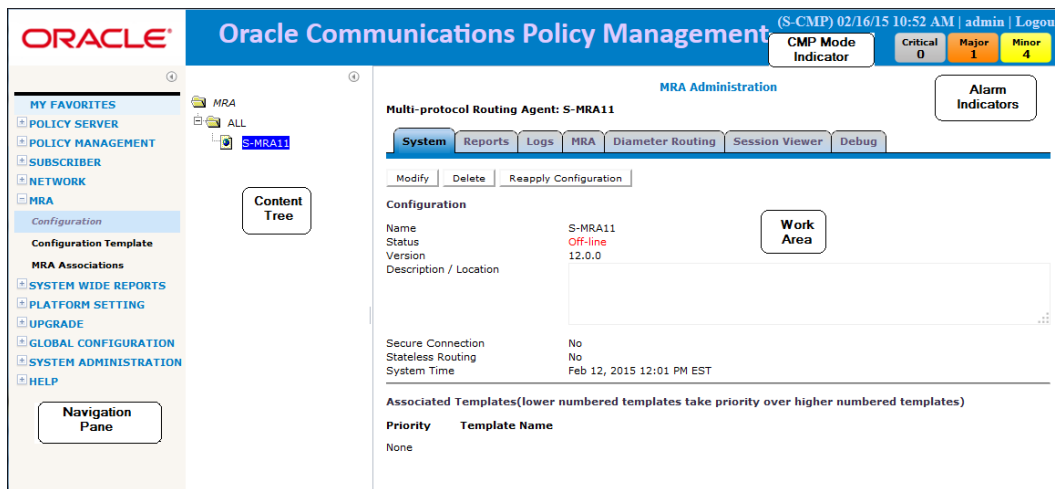 ORACLE®
Oracle Communications Policy Management
(S-CMP) 02/16/15 10:52 AM | admin | Logou
CMP Mode
Indicator
Critical
0
Major
1
Minor
4
Alarm
Indicators
MY FAVORITES
POLICY SERVER
POLICY MANAGEMENT
SUBSCRIBER
NETWORK
MRA
Configuration
Configuration Template
MRA Associations
SYSTEM WIDE REPORTS
PLATFORM SETTING
UPGRADE
GLOBAL CONFIGURATION
SYSTEM ADMINISTRATION
HELP
Navigation
Pane
MRA
ALL
S-MRA11
Content
Tree
MRA Administration
Multi-protocol Routing Agent: S-MRA11
System Reports Logs MRA Diameter Routing Session Viewer Debug
Modify Delete Reapply Configuration
Configuration
Name S-MRA11
Status Off-line
Version 12.0.0
Description / Location
Work
Area
Secure Connection No
Stateless Routing No
System Time Feb 12, 2015 12:01 PM EST
Associated Templates(lower numbered templates take priority over higher numbered templates)
Priority Template Name
None